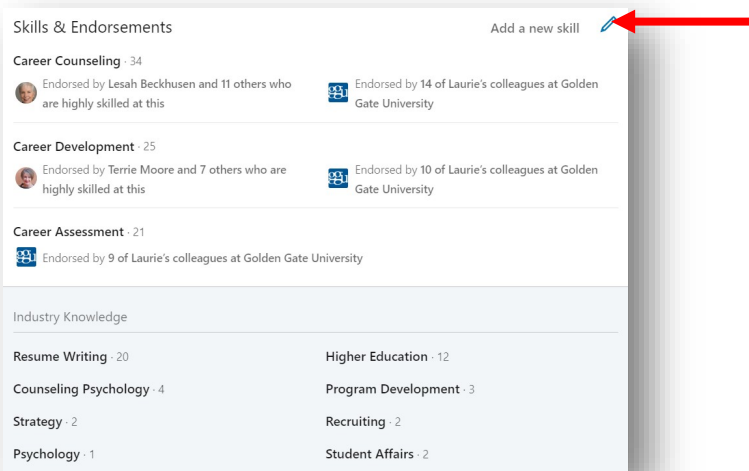 Skills & Endorsements
Add a new skill
Career Counseling · 34
Endorsed by Lesah Beckhusen and 11 others who
are highly skilled at this
ggu
Endorsed by 14 of Laurie's colleagues at Golden
Gate University
Career Development · 25
Endorsed by Terrie Moore and 7 others who are
highly skilled at this
ggu
Endorsed by 10 of Laurie's colleagues at Golden
Gate University
Career Assessment · 21
ggu
Endorsed by 9 of Laurie's colleagues at Golden Gate University
Industry Knowledge
Resume Writing · 20
Higher Education · 12
Counseling Psychology · 4
Program Development · 3
Strategy · 2
Recruiting · 2
Psychology · 1
Student Affairs · 2